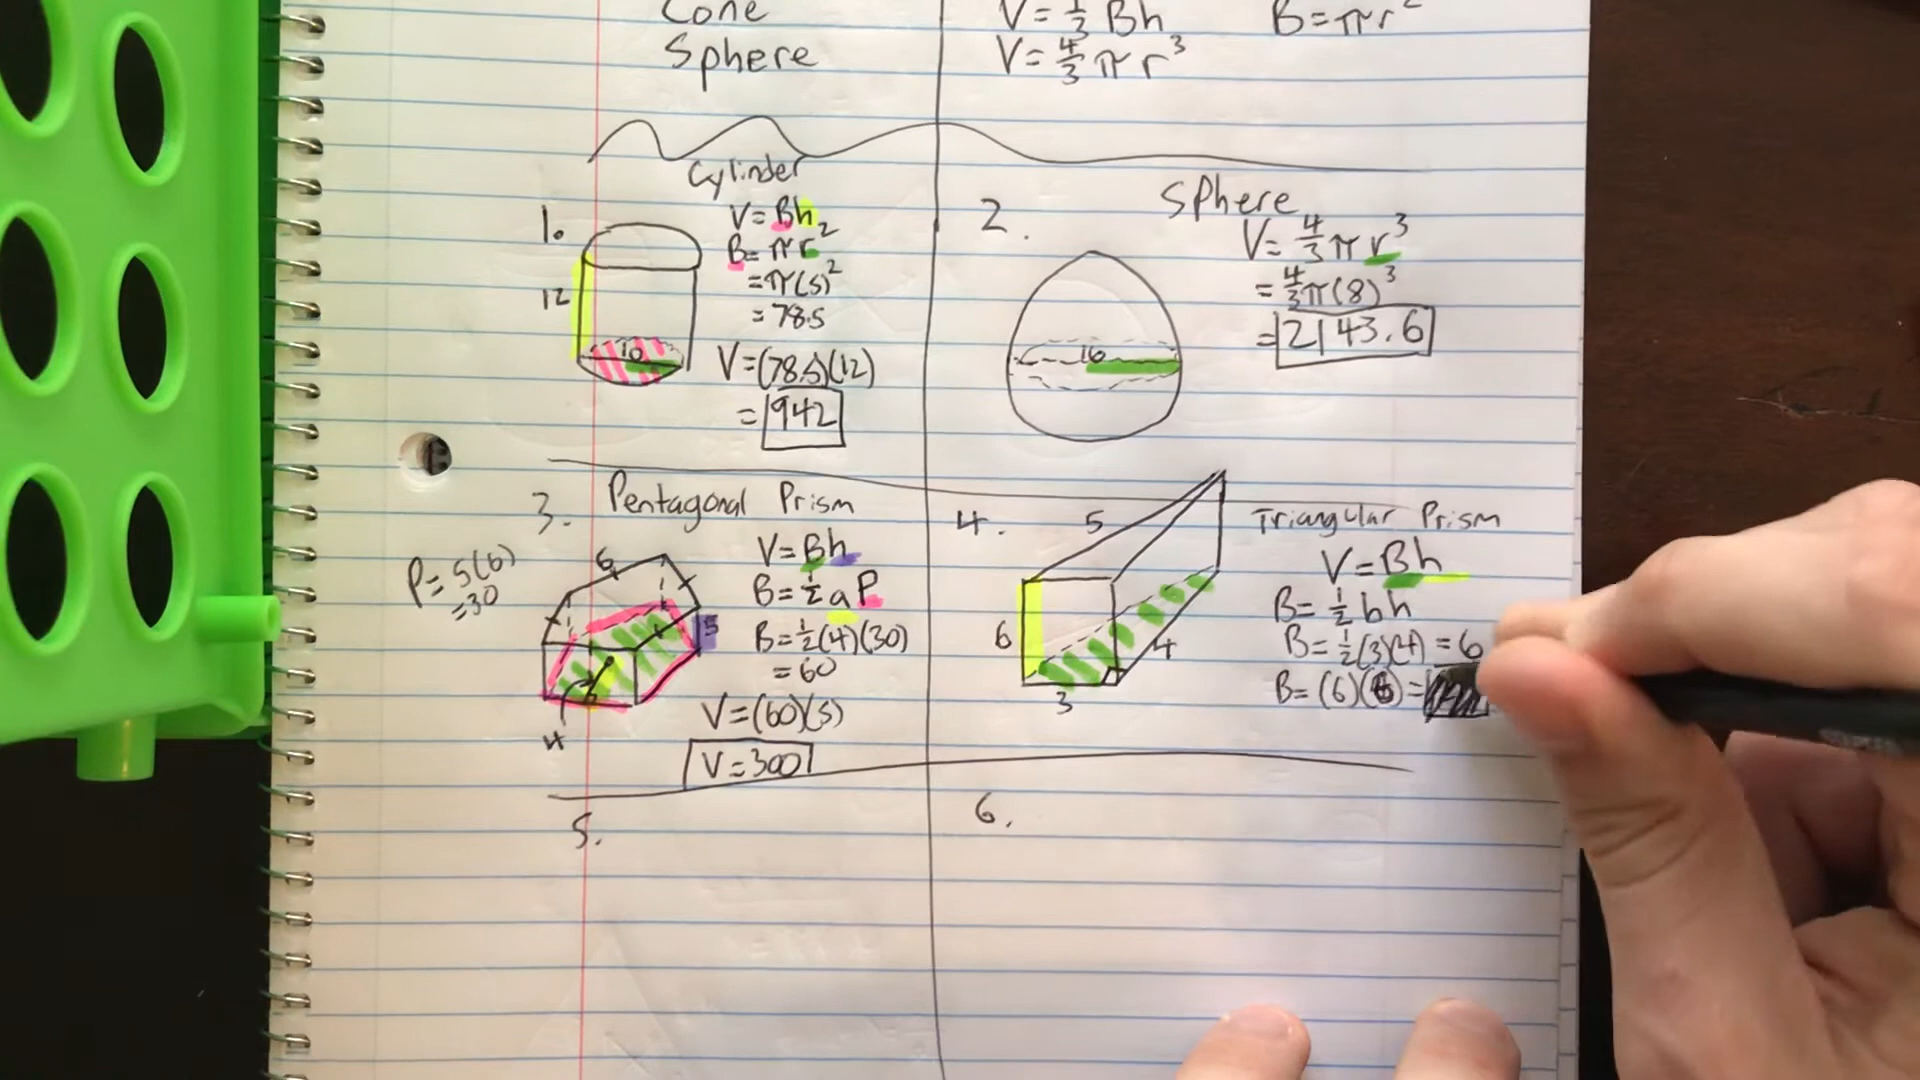 Cone V = 1/3 Bh B = πr²
Sphere V = 4/3 πr³
1. Cylinder
V = Bh
B = πr²
= π(5)²
= 78.5
12
10
V = (78.5)(12)
= 942
2. Sphere
V = 4/3 πr³
= 4/3 π(8)³
= 2143.6
16
3. Pentagonal Prism
P = 5(6)
= 30
6
V = Bh
B = 1/2 aP
5
B = 1/2 (4)(30)
= 60
V = (60)(5)
4
V = 300
4. Triangular Prism
5
V = Bh
B = 1/2 bh
6
4
B = 1/2 (3)(4) = 6
B = (6)(6) =
3
5.
6.